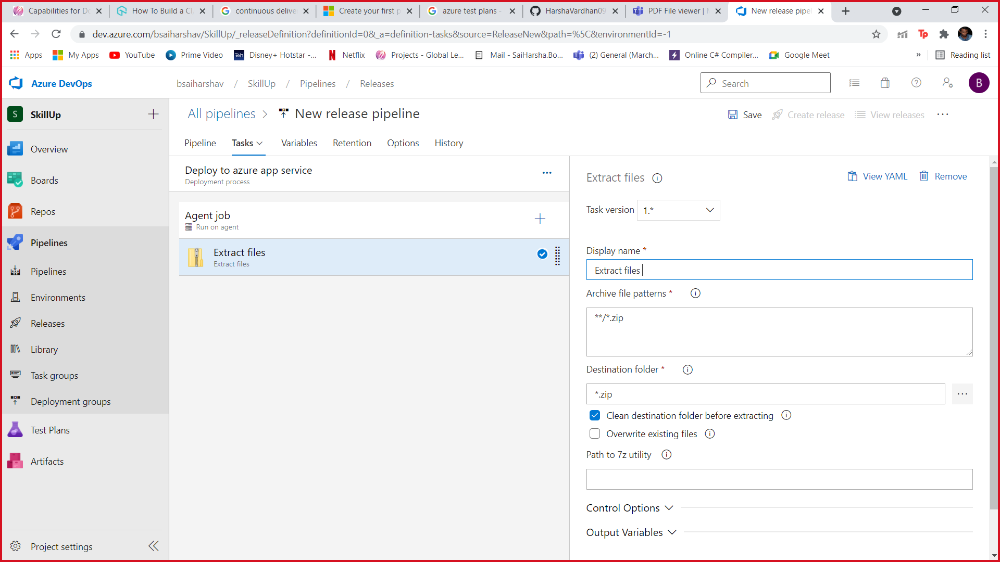 Capabilities for Do
How To Build a CI
continuous delive
Create your first p
azure test plans -
HarshaVardhan09
PDF File viewer | M
New release pipel
dev.azure.com/bsaiharshav/SkillUp/_releaseDefinition?definitionId=0&_a=definition-tasks&source=ReleaseNew&path=%5C&environmentId=-1
Apps
My Apps
YouTube
Prime Video
Disney+ Hotstar -...
Netflix
Projects - Global Le...
Mail - SaiHarsha.Bo...
(2) General (March...
Online C# Compiler...
Google Meet
»
Reading list
Azure DevOps
bsaiharshav / SkillUp / Pipelines / Releases
Search
B
S SkillUp
Overview
Boards
Repos
Pipelines
Pipelines
Environments
Releases
Library
Task groups
Deployment groups
Test Plans
Artifacts
Project settings
All pipelines > New release pipeline
Save
Create release
View releases
Pipeline
Tasks
Variables
Retention
Options
History
Deploy to azure app service
Deployment process
Agent job
Run on agent
Extract files
Extract files
Extract files
View YAML
Remove
Task version 1.*
Display name *
Extract files
Archive file patterns *
**/*.zip
Destination folder *
*.zip
Clean destination folder before extracting
Overwrite existing files
Path to 7z utility
Control Options
Output Variables